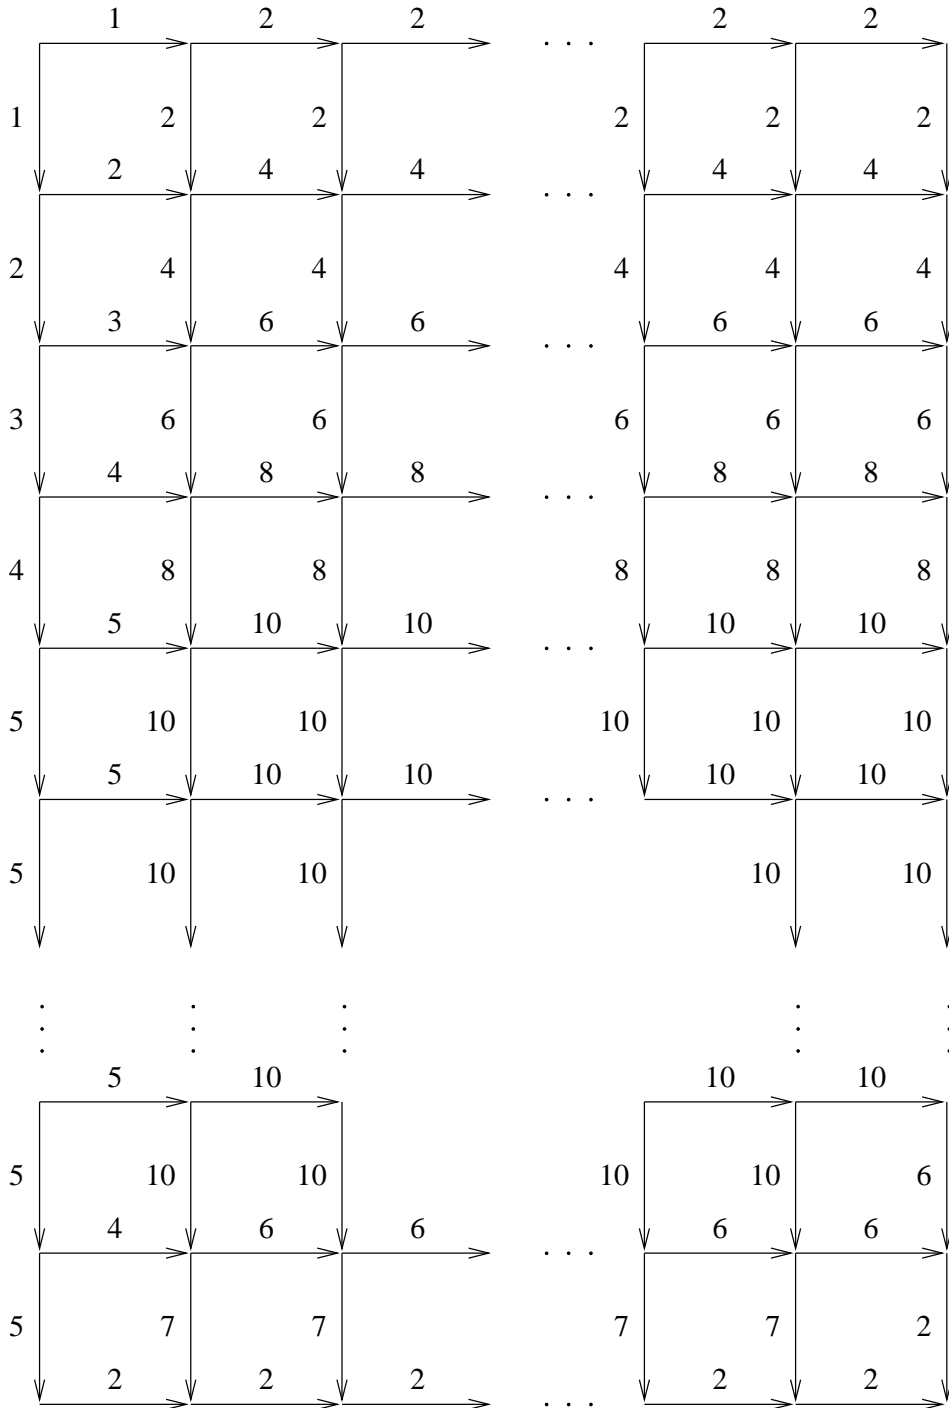 1 2 2 . . . 2 2
1 2 2 2 2 2
2 4 4 . . . 4 4
2 4 4 4 4 4
3 6 6 . . . 6 6
3 6 6 6 6 6
4 8 8 . . . 8 8
4 8 8 8 8 8
5 10 10 . . . 10 10
5 10 10 10 10 10
5 10 10 . . . 10 10
5 10 10 10 10
5 10 10 10
5 10 10 10 10 6
4 6 6 . . . 6 6
5 7 7 7 7 2
2 2 2 . . . 2 2